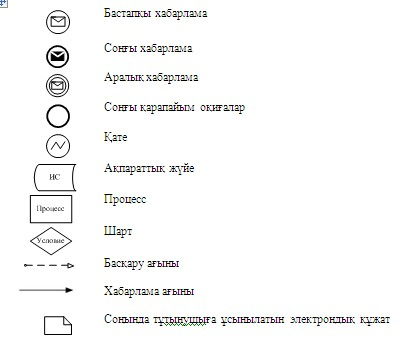 Бастапқы хабарлама
Соңғы хабарлама
Аралық хабарлама
Соңғы қарапайым оқиғалар
Қате
ИС Ақпараттық жүйе
Процесс Процесс
Условие Шарт
Басқару ағыны
Хабарлама ағыны
Соңында тұтынушыға ұсынылатын электрондық құжат